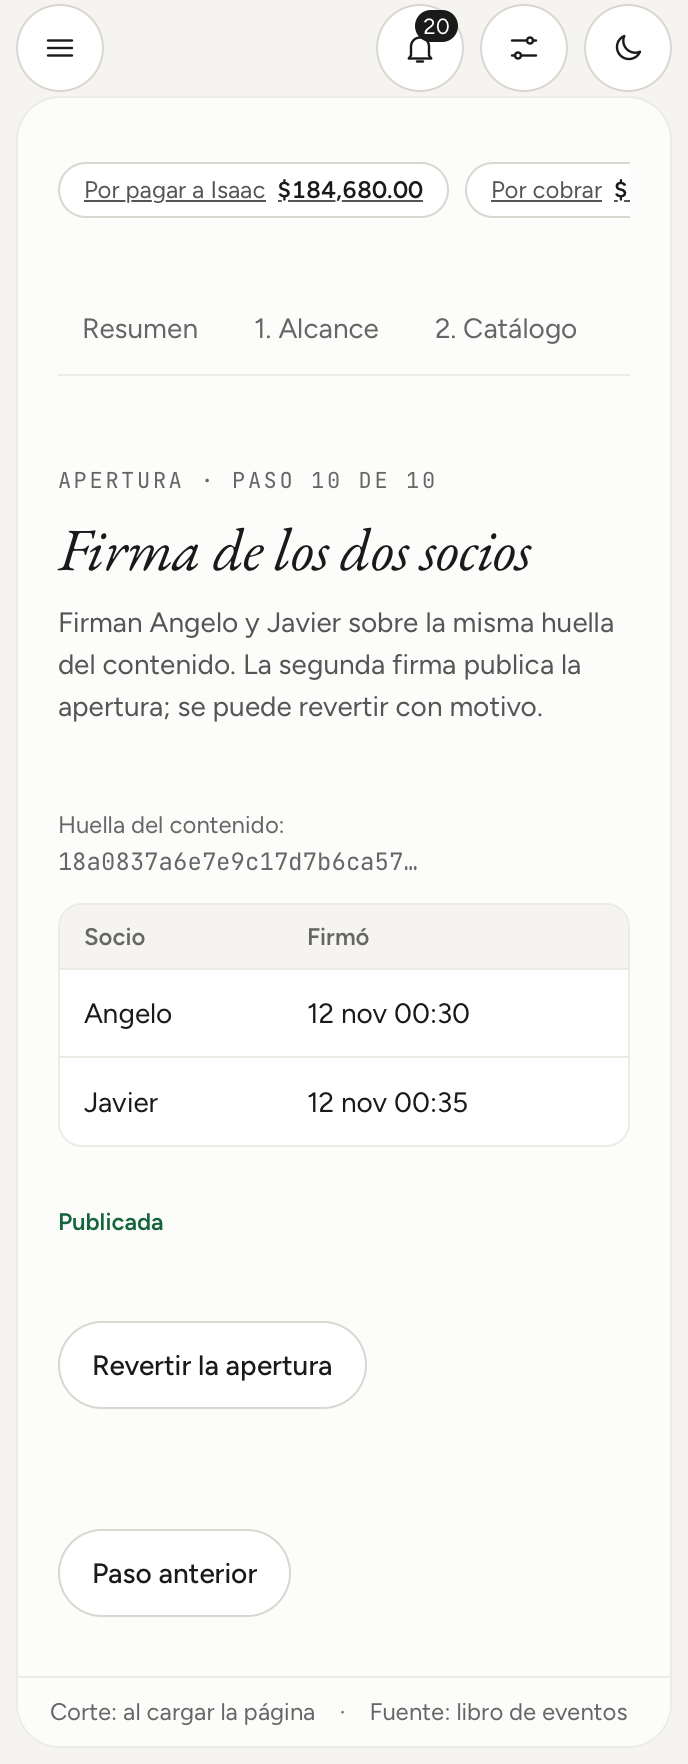 20
Por pagar a Isaac $184,680.00 Por cobrar $
Resumen 1. Alcance 2. Catálogo
APERTURA · PASO 10 DE 10
Firma de los dos socios
Firman Angelo y Javier sobre la misma huella
del contenido. La segunda firma publica la
apertura; se puede revertir con motivo.
Huella del contenido:
18a0837a6e7e9c17d7b6ca57…
Socio Firmó
Angelo 12 nov 00:30
Javier 12 nov 00:35
Publicada
Revertir la apertura
Paso anterior
Corte: al cargar la página · Fuente: libro de eventos